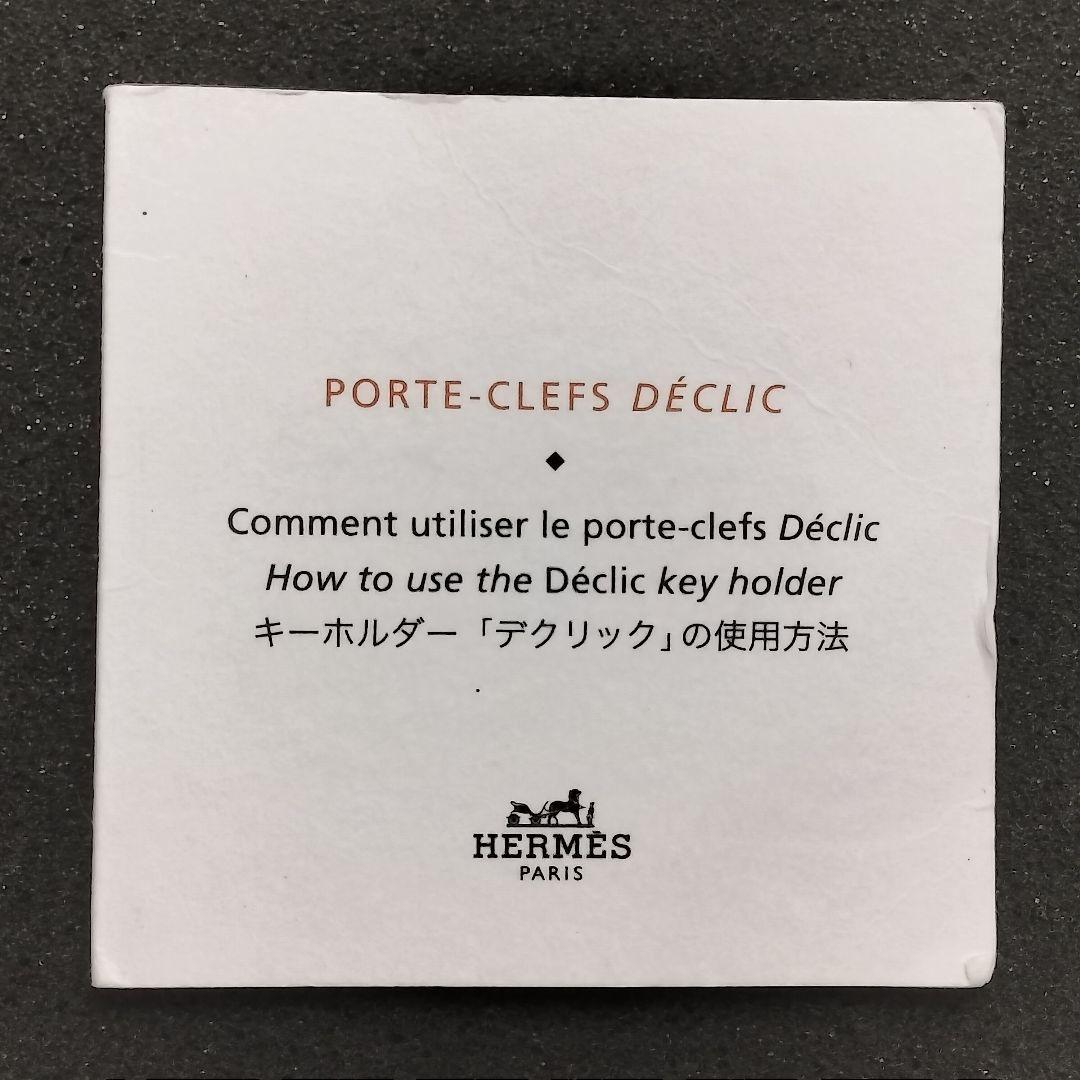 PORTE-CLEFS DÉCLIC
Comment utiliser le porte-clefs Déclic
How to use the Déclic key holder
キーホルダー「デクリック」の使用方法
HERMÈS
PARIS